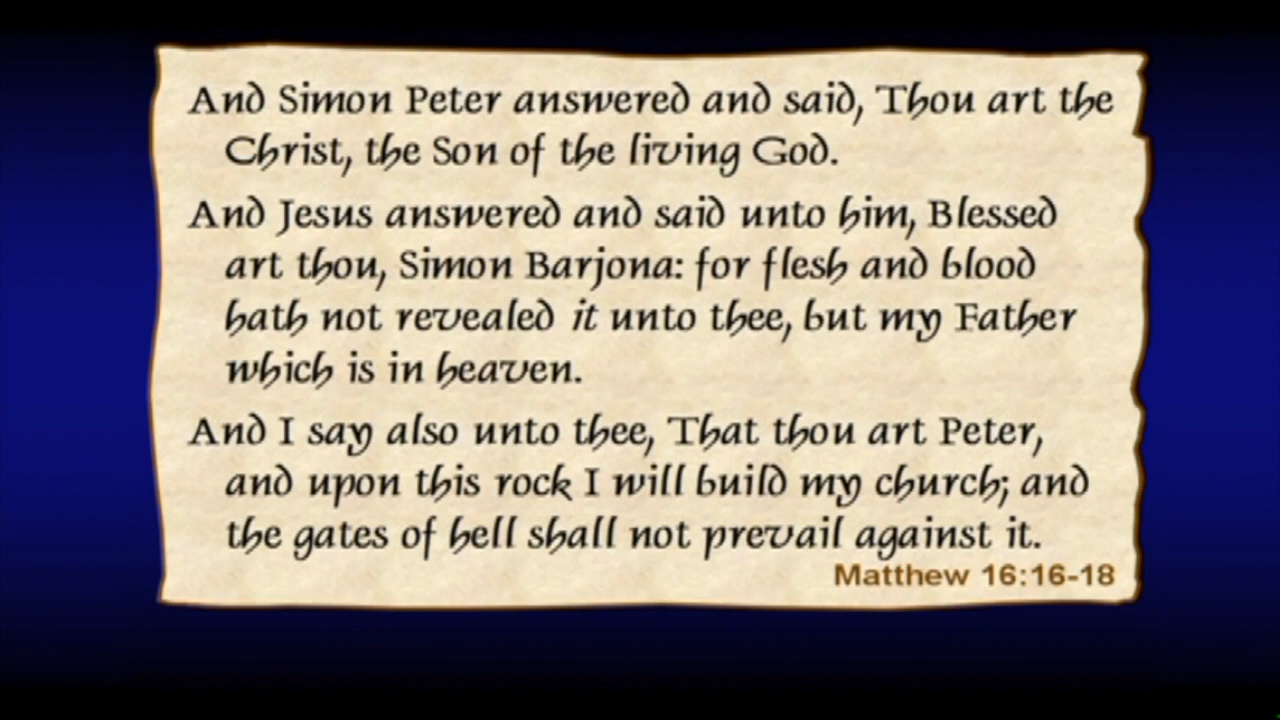 And Simon Peter answered and said, Thou art the
Christ, the Son of the living God.
And Jesus answered and said unto him, Blessed
art thou, Simon Barjona: for flesh and blood
hath not revealed it unto thee, but my Father
which is in heaven.
And I say also unto thee, That thou art Peter,
and upon this rock I will build my church; and
the gates of hell shall not prevail against it.
Matthew 16:16-18